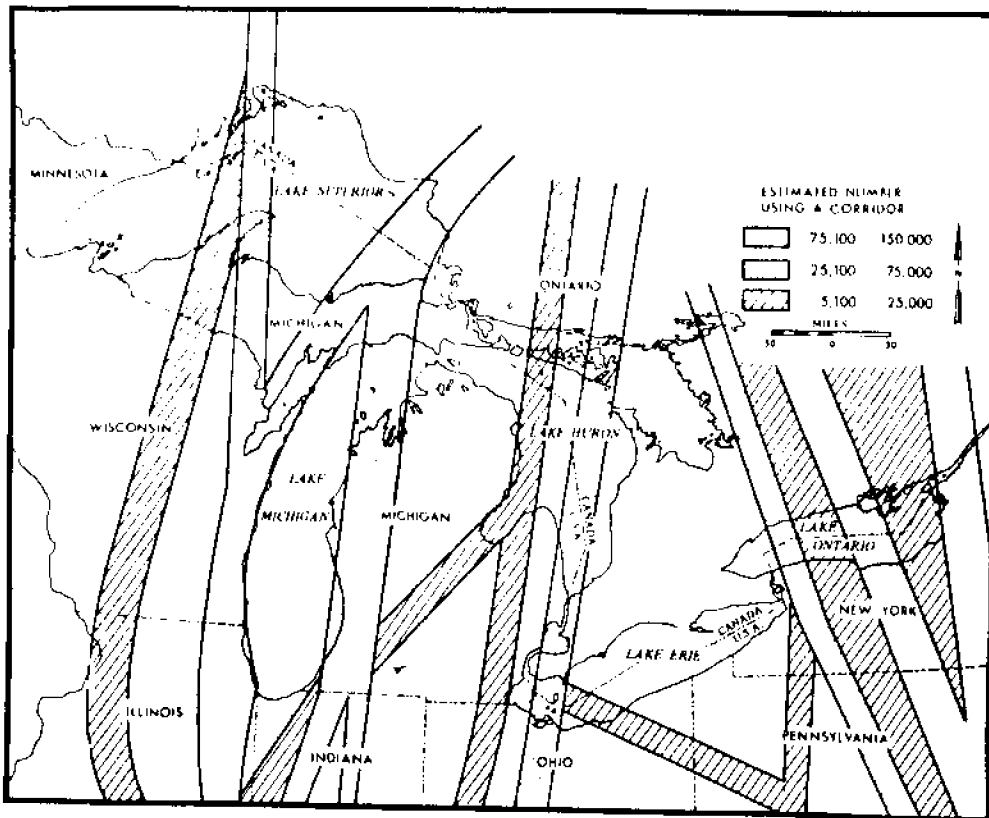 MINNESOTA
LAKE SUPERIOR
ESTIMATED NUMBER
USING A CORRIDOR
75,100 150,000
25,100 75,000
5,100 25,000
MILES
0
ONTARIO
MICHIGAN
WISCONSIN
LAKE HURON
LAKE
MICHIGAN
MICHIGAN
CANADA
LAKE
ONTARIO
NEW YORK
CANADA
U.S.A.
LAKE ERIE
ILLINOIS
INDIANA
OHIO
PENNSYLVANIA